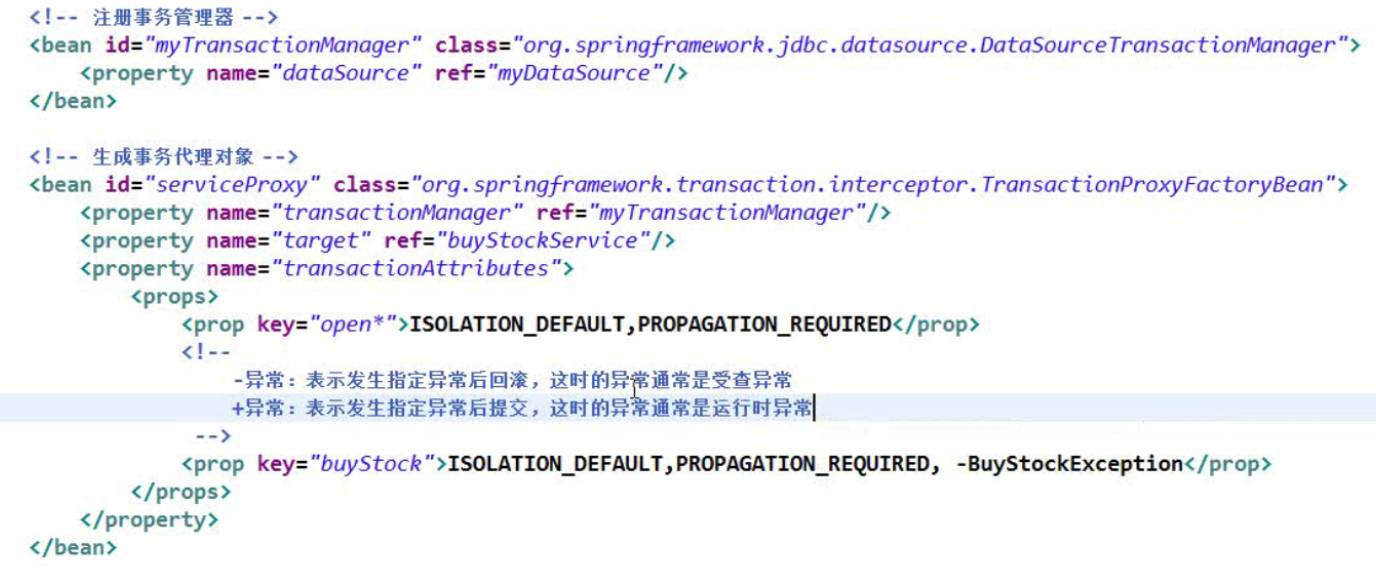 <!-- 注册事务管理器 -->
<bean id="myTransactionManager" class="org.springframework.jdbc.datasource.DataSourceTransactionManager">
    <property name="dataSource" ref="myDataSource"/>
</bean>

<!-- 生成事务代理对象 -->
<bean id="serviceProxy" class="org.springframework.transaction.interceptor.TransactionProxyFactoryBean">
    <property name="transactionManager" ref="myTransactionManager"/>
    <property name="target" ref="buyStockService"/>
    <property name="transactionAttributes">
        <props>
            <prop key="open*">ISOLATION_DEFAULT,PROPAGATION_REQUIRED</prop>
            <!--
                -异常：表示发生指定异常后回滚，这时的异常通常是受查异常
                +异常：表示发生指定异常后提交，这时的异常通常是运行时异常
             -->
            <prop key="buyStock">ISOLATION_DEFAULT,PROPAGATION_REQUIRED, -BuyStockException</prop>
        </props>
    </property>
</bean>